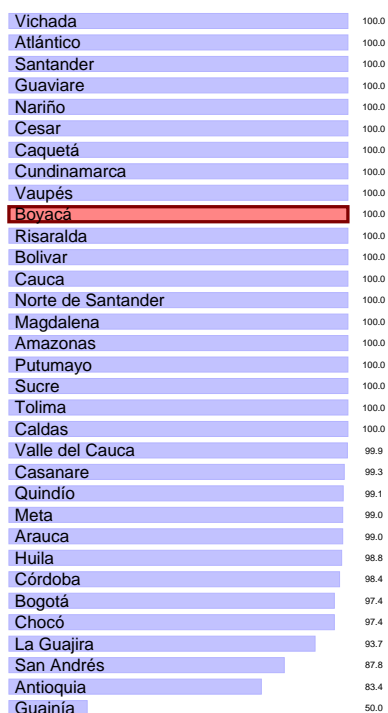 Vichada 100.0
Atlántico 100.0
Santander 100.0
Guaviare 100.0
Nariño 100.0
Cesar 100.0
Caquetá 100.0
Cundinamarca 100.0
Vaupés 100.0
Boyacá 100.0
Risaralda 100.0
Bolivar 100.0
Cauca 100.0
Norte de Santander 100.0
Magdalena 100.0
Amazonas 100.0
Putumayo 100.0
Sucre 100.0
Tolima 100.0
Caldas 100.0
Valle del Cauca 99.9
Casanare 99.3
Quindío 99.1
Meta 99.0
Arauca 99.0
Huila 98.8
Córdoba 98.4
Bogotá 97.4
Chocó 97.4
La Guajira 93.7
San Andrés 87.8
Antioquia 83.4
Guainía 50.0